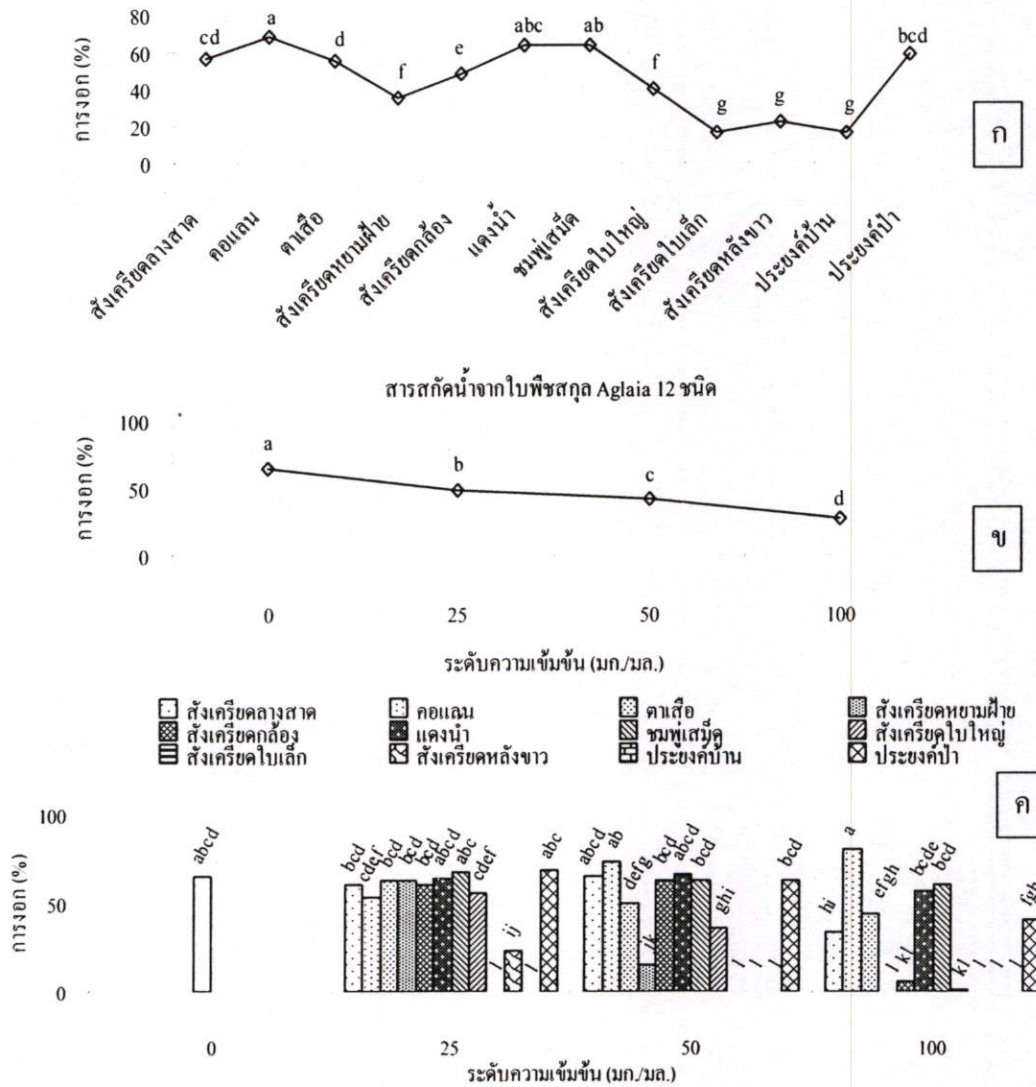 การงอก (%)
80
60
40
20
0
cd
a
d
f
e
abc
ab
f
g
g
g
bcd
ก
สังเครียดลางสาด
คอแลน
ตาเสือ
สังเครียดหยามฝ้าย
สังเครียดกล้อง
แดงน้ำ
ชมพู่เสม็ด
สังเครียดใบใหญ่
สังเครียดใบเล็ก
สังเครียดหลังขาว
ประยงค์บ้าน
ประยงค์ป่า
สารสกัดน้ำจากใบพืชสกุล Aglaia 12 ชนิด
การงอก (%)
100
50
0
a
b
c
d
ข
0 25 50 100
ระดับความเข้มข้น (มก./มล.)
สังเครียดลางสาด คอแลน ตาเสือ สังเครียดหยามฝ้าย
สังเครียดกล้อง แดงน้ำ ชมพู่เสม็ด สังเครียดใบใหญ่
สังเครียดใบเล็ก สังเครียดหลังขาว ประยงค์บ้าน ประยงค์ป่า
ค
การงอก (%)
100
50
0
abcd
bcd
cdef
bcd
bcd
bcd
abcd
abc
cdef
l
ij
l
abc
abcd
ab
defg
jk
bcd
abcd
bcd
ghi
l
l
l
bcd
hi
a
efgh
l
kl
bcde
bcd
kl
l
l
l
fgh
0 25 50 100
ระดับความเข้มข้น (มก./มล.)